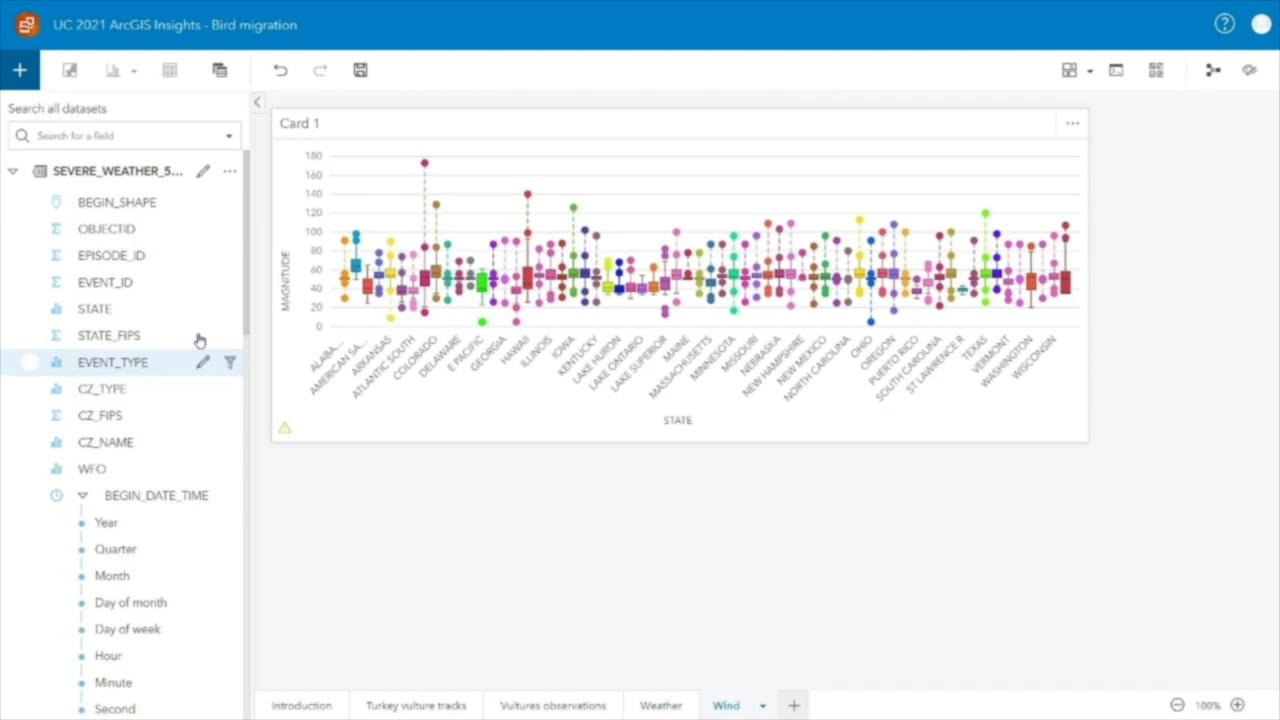 UC 2021 ArcGIS Insights - Bird migration
Search all datasets
Search for a field
SEVERE_WEATHER_5...
BEGIN_SHAPE
OBJECTID
EPISODE_ID
EVENT_ID
STATE
STATE_FIPS
EVENT_TYPE
CZ_TYPE
CZ_FIPS
CZ_NAME
WFO
BEGIN_DATE_TIME
Year
Quarter
Month
Day of month
Day of week
Hour
Minute
Second
Card 1
180
160
140
120
100
80
60
40
20
0
MAGNITUDE
ALABA...
AMERICAN SA...
ARKANSAS
ATLANTIC SOUTH
COLORADO
DELAWARE
E PACIFIC
GEORGIA
HAWAII
ILLINOIS
IOWA
KENTUCKY
LAKE HURON
LAKE ONTARIO
LAKE SUPERIOR
MAINE
MASSACHUSETTS
MINNESOTA
MISSOURI
NEBRASKA
NEW HAMPSHIRE
NEW MEXICO
NORTH CAROLINA
OHIO
OREGON
PUERTO RICO
SOUTH CAROLINA
ST LAWRENCE R
TEXAS
VERMONT
WASHINGTON
WISCONSIN
STATE
Introduction
Turkey vulture tracks
Vultures observations
Weather
Wind
100%